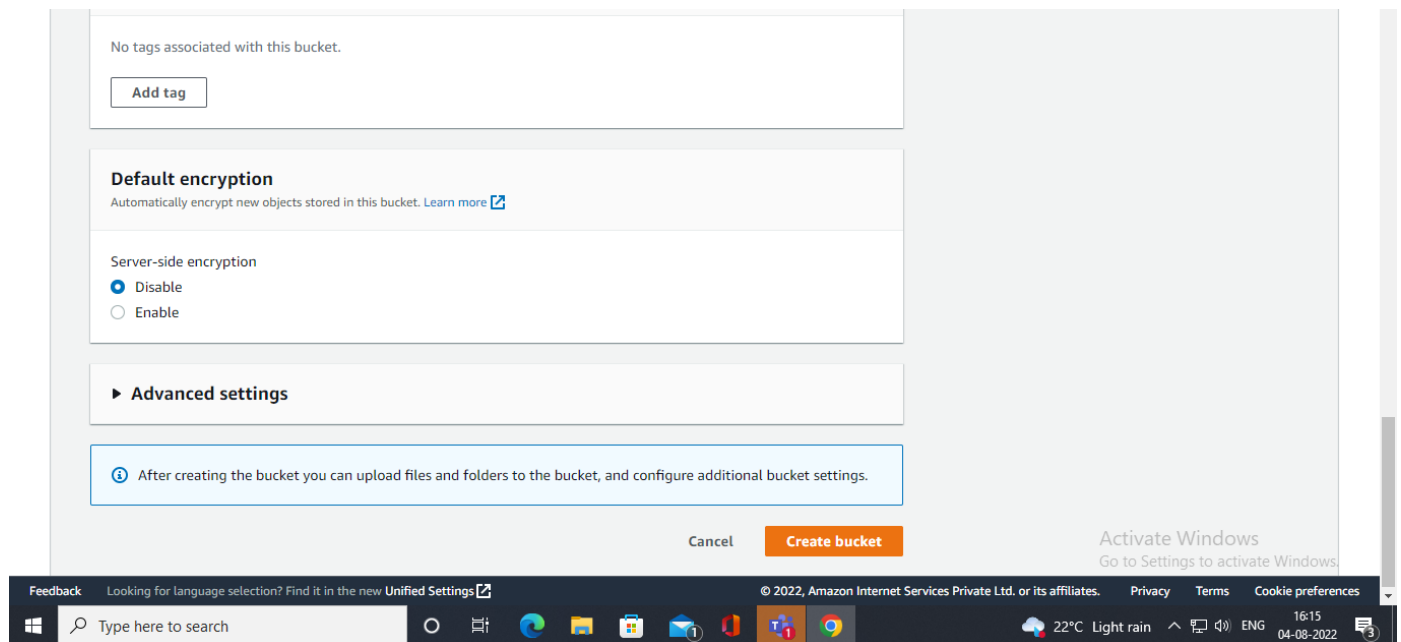 No tags associated with this bucket.
Add tag
Default encryption
Automatically encrypt new objects stored in this bucket. Learn more
Server-side encryption
Disable
Enable
Advanced settings
After creating the bucket you can upload files and folders to the bucket, and configure additional bucket settings.
Cancel
Create bucket
Activate Windows
Go to Settings to activate Windows.
Feedback Looking for language selection? Find it in the new Unified Settings © 2022, Amazon Internet Services Private Ltd. or its affiliates. Privacy Terms Cookie preferences
Type here to search
1
1
22°C Light rain
ENG
16:15
04-08-2022
3